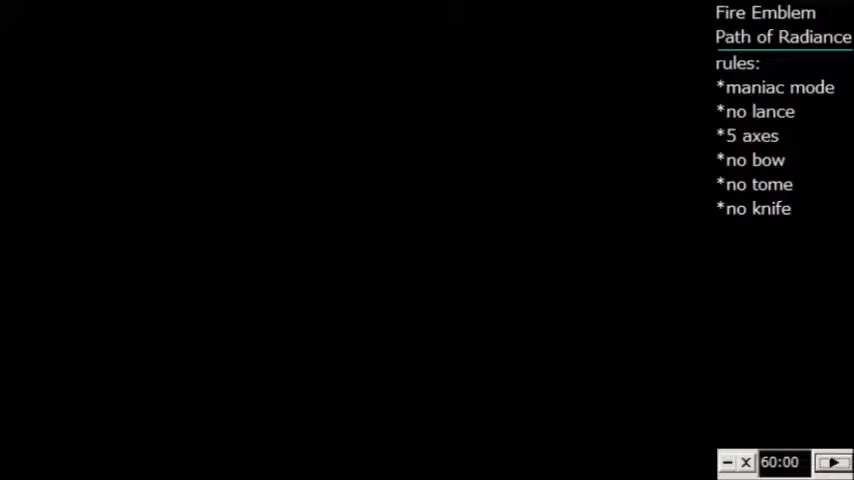 Fire Emblem
Path of Radiance
rules:
*maniac mode
*no lance
*5 axes
*no bow
*no tome
*no knife
60:00